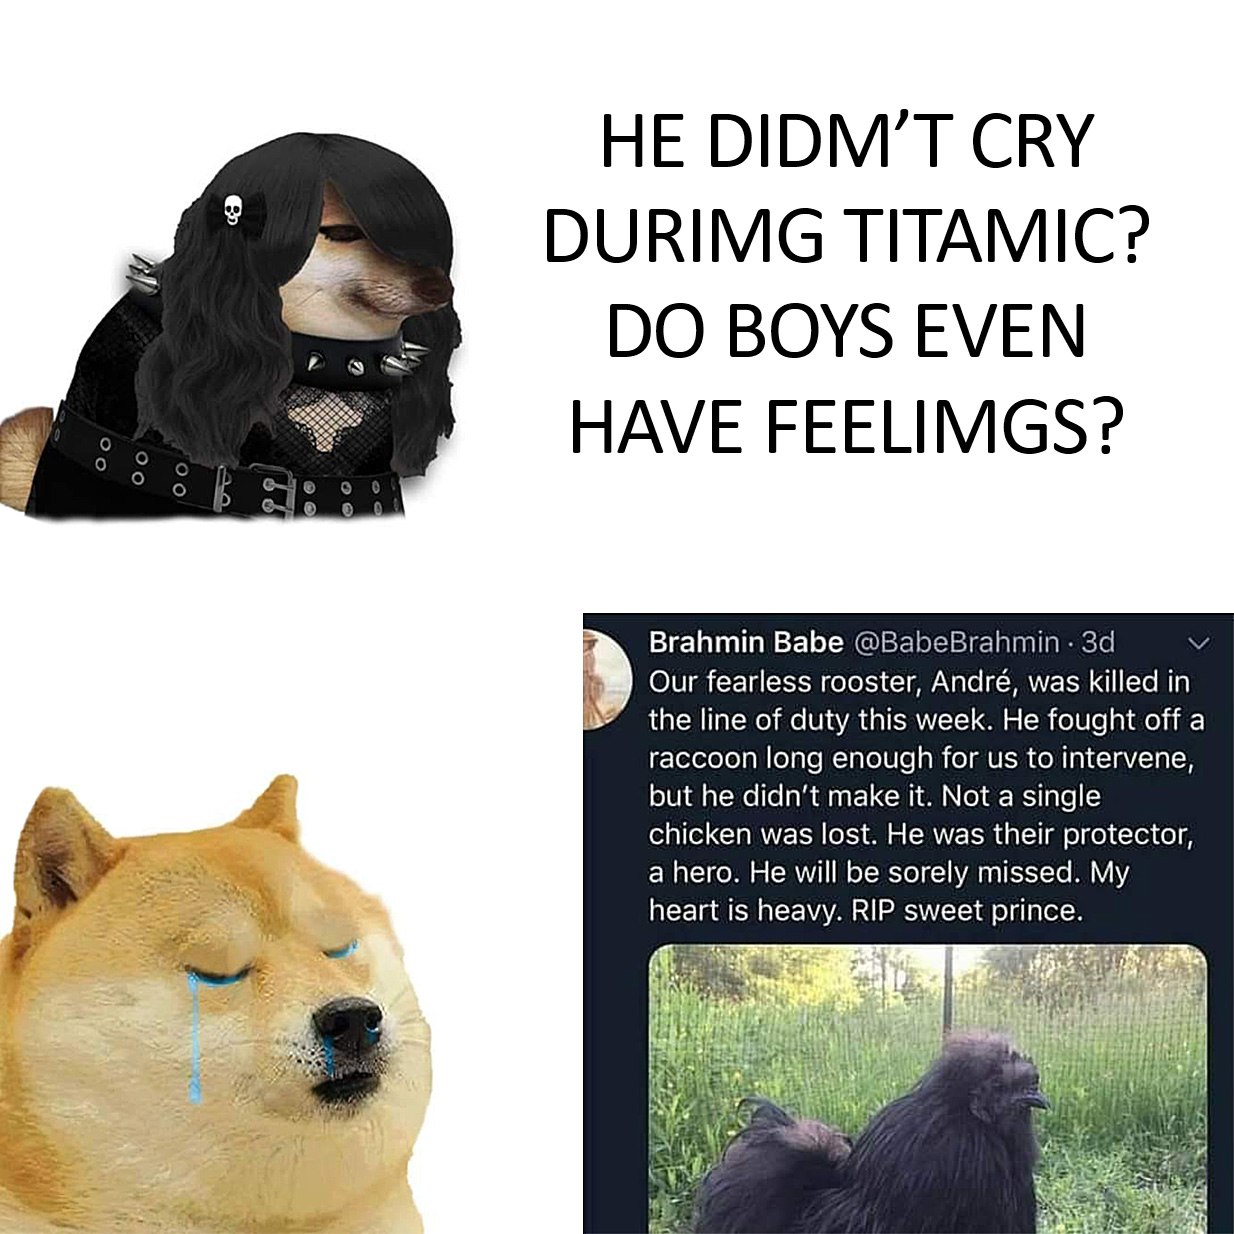 HE DIDM’T CRY
DURIMG TITAMIC?
DO BOYS EVEN
HAVE FEELIMGS?
Brahmin Babe @BabeBrahmin · 3d
Our fearless rooster, André, was killed in
the line of duty this week. He fought off a
raccoon long enough for us to intervene,
but he didn't make it. Not a single
chicken was lost. He was their protector,
a hero. He will be sorely missed. My
heart is heavy. RIP sweet prince.